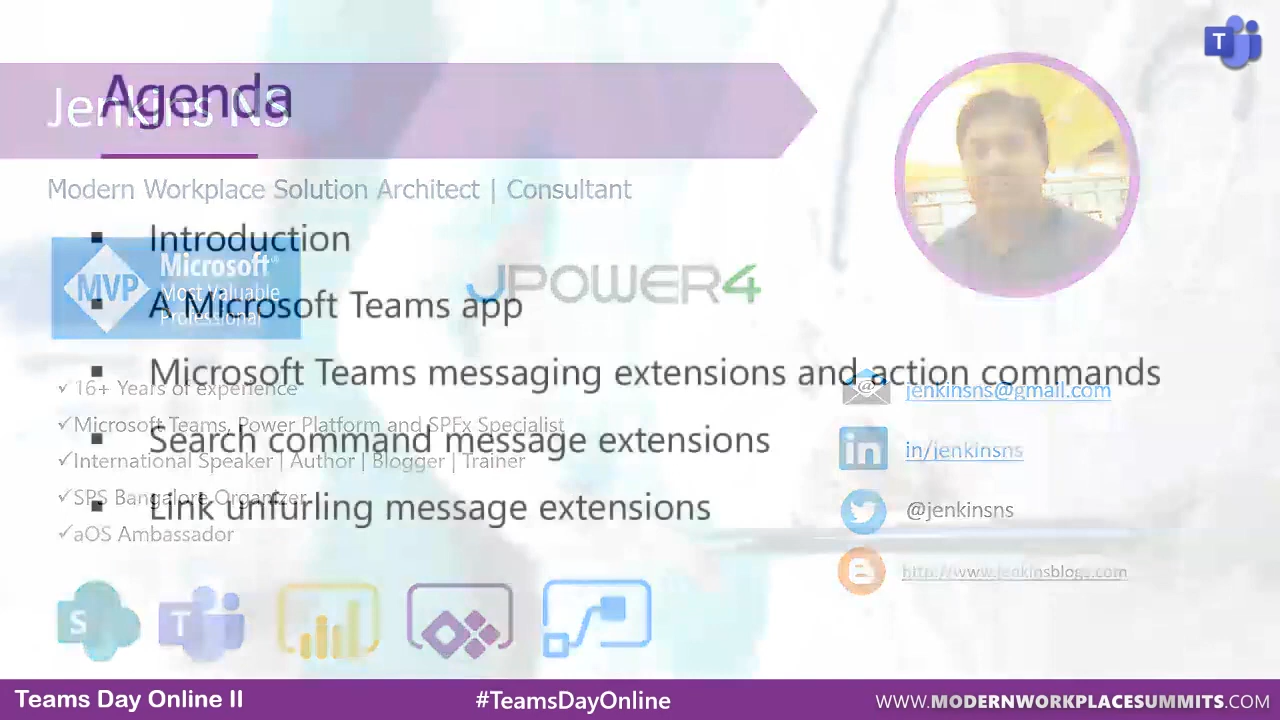 T
Agenda
Jenkins NS
Modern Workplace Solution Architect | Consultant
Introduction
MVP
Microsoft®
Most Valuable
Professional
JPOWER4
A Microsoft Teams app
Microsoft Teams messaging extensions and action commands
16+ Years of experience
jenkinsns@gmail.com
Microsoft Teams, Power Platform and SPFx Specialist
Search command message extensions
in/jenkinsns
International Speaker | Author | Blogger | Trainer
SPS Bangalore Organizer
Link unfurling message extensions
@jenkinsns
aOS Ambassador
http://www.jenkinsblogs.com
S
T
Teams Day Online II
#TeamsDayOnline
WWW.MODERNWORKPLACESUMMITS.COM